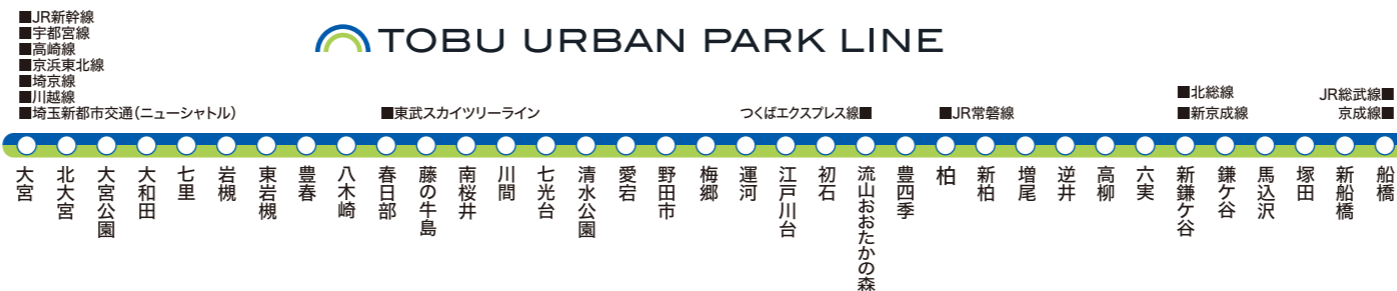 ■JR新幹線
■宇都宮線
■高崎線
■京浜東北線
■埼京線
■川越線
■埼玉新都市交通(ニューシャトル)
TOBU URBAN PARK LINE
■東武スカイツリーライン
つくばエクスプレス線■
■JR常磐線
■北総線
■新京成線
JR総武線■
京成線■
大宮
北大宮
大宮公園
大和田
七里
岩槻
東岩槻
豊春
八木崎
春日部
藤の牛島
南桜井
川間
七光台
清水公園
愛宕
野田市
梅郷
運河
江戸川台
初石
流山おおたかの森
豊四季
柏
新柏
増尾
逆井
高柳
六実
新鎌ケ谷
鎌ケ谷
馬込沢
塚田
新船橋
船橋